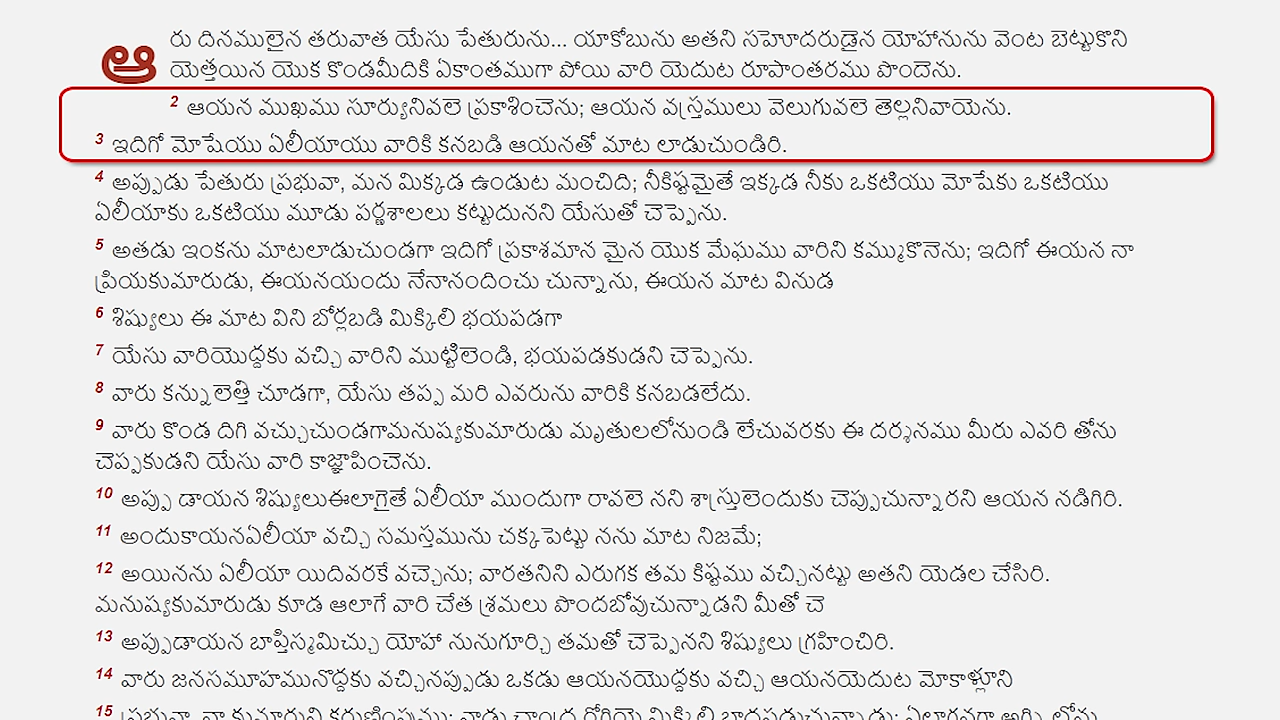 ఆరు దినములైన తరువాత యేసు పేతురును... యాకోబును అతని సహెూదరుడైన యోహానును వెంట బెట్టుకొని
యెత్తయిన యొక కొండమీదికి ఏకాంతముగా పోయి వారి యెదుట రూపాంతరము పొందెను.
2 ఆయన ముఖము సూర్యునివలె ప్రకాశించెను; ఆయన వస్త్రములు వెలుగువలె తెల్లనివాయెను.
3 ఇదిగో మోషేయు ఏలీయాయు వారికి కనబడి ఆయనతో మాట లాడుచుండిరి.
4 అప్పుడు పేతురు ప్రభువా, మన మిక్కడ ఉండుట మంచిది; నీకిష్టమైతే ఇక్కడ నీకు ఒకటియు మోషేకు ఒకటియు
ఏలీయాకు ఒకటియు మూడు పర్ణశాలలు కట్టుదునని యేసుతో చెప్పెను.
5 అతడు ఇంకను మాటలాడుచుండగా ఇదిగో ప్రకాశమాన మైన యొక మేఘము వారిని కమ్ముకొనెను; ఇదిగో ఈయన నా
ప్రియకుమారుడు, ఈయనయందు నేనానందించు చున్నాను, ఈయన మాట వినుడ
6 శిష్యులు ఈ మాట విని బోర్లబడి మిక్కిలి భయపడగా
7 యేసు వారియొద్దకు వచ్చి వారిని ముట్టిలెండి, భయపడకుడని చెప్పెను.
8 వారు కన్నులెత్తి చూడగా, యేసు తప్ప మరి ఎవరును వారికి కనబడలేదు.
9 వారు కొండ దిగి వచ్చుచుండగామనుష్యకుమారుడు మృతులలోనుండి లేచువరకు ఈ దర్శనము మీరు ఎవరి తోను
చెప్పకుడని యేసు వారి కాజ్ఞాపించెను.
10 అప్పు డాయన శిష్యులుఈలాగైతే ఏలీయా ముందుగా రావలె నని శాస్త్రులెందుకు చెప్పుచున్నారని ఆయన నడిగిరి.
11 అందుకాయనఏలీయా వచ్చి సమస్తమును చక్కపెట్టు నను మాట నిజమే;
12 అయినను ఏలీయా యిదివరకే వచ్చెను; వారతనిని ఎరుగక తమ కిష్టము వచ్చినట్టు అతని యెడల చేసిరి.
మనుష్యకుమారుడు కూడ ఆలాగే వారి చేత శ్రమలు పొందబోవుచున్నాడని మీతో చె
13 అప్పుడాయన బాప్తిస్మమిచ్చు యోహా నునుగూర్చి తమతో చెప్పెనని శిష్యులు గ్రహించిరి.
14 వారు జనసమూహమునొద్దకు వచ్చినప్పుడు ఒకడు ఆయనయొద్దకు వచ్చి ఆయనయెదుట మోకాళ్లూని
15 ప్రభువా, నా కుమారుని కరుణింపుము; వాడు చాంద్ర రోగియై మిక్కిలి బాధపడుచున్నాడు; ఏలాగనగా అగ్ని లోను